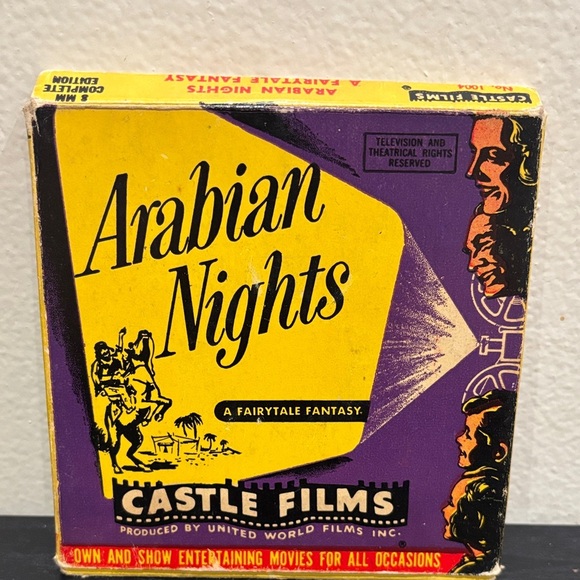 8 MM
COMPLETE
EDITION
ARABIAN NIGHTS
A FAIRYTALE FANTASY
No. 1004
CASTLE FILMS
®
TELEVISION AND
THEATRICAL RIGHTS
RESERVED
Arabian
Nights
A FAIRYTALE FANTASY
CASTLE FILMS
®
PRODUCED BY UNITED WORLD FILMS INC.
OWN AND SHOW ENTERTAINING MOVIES FOR ALL OCCASIONS